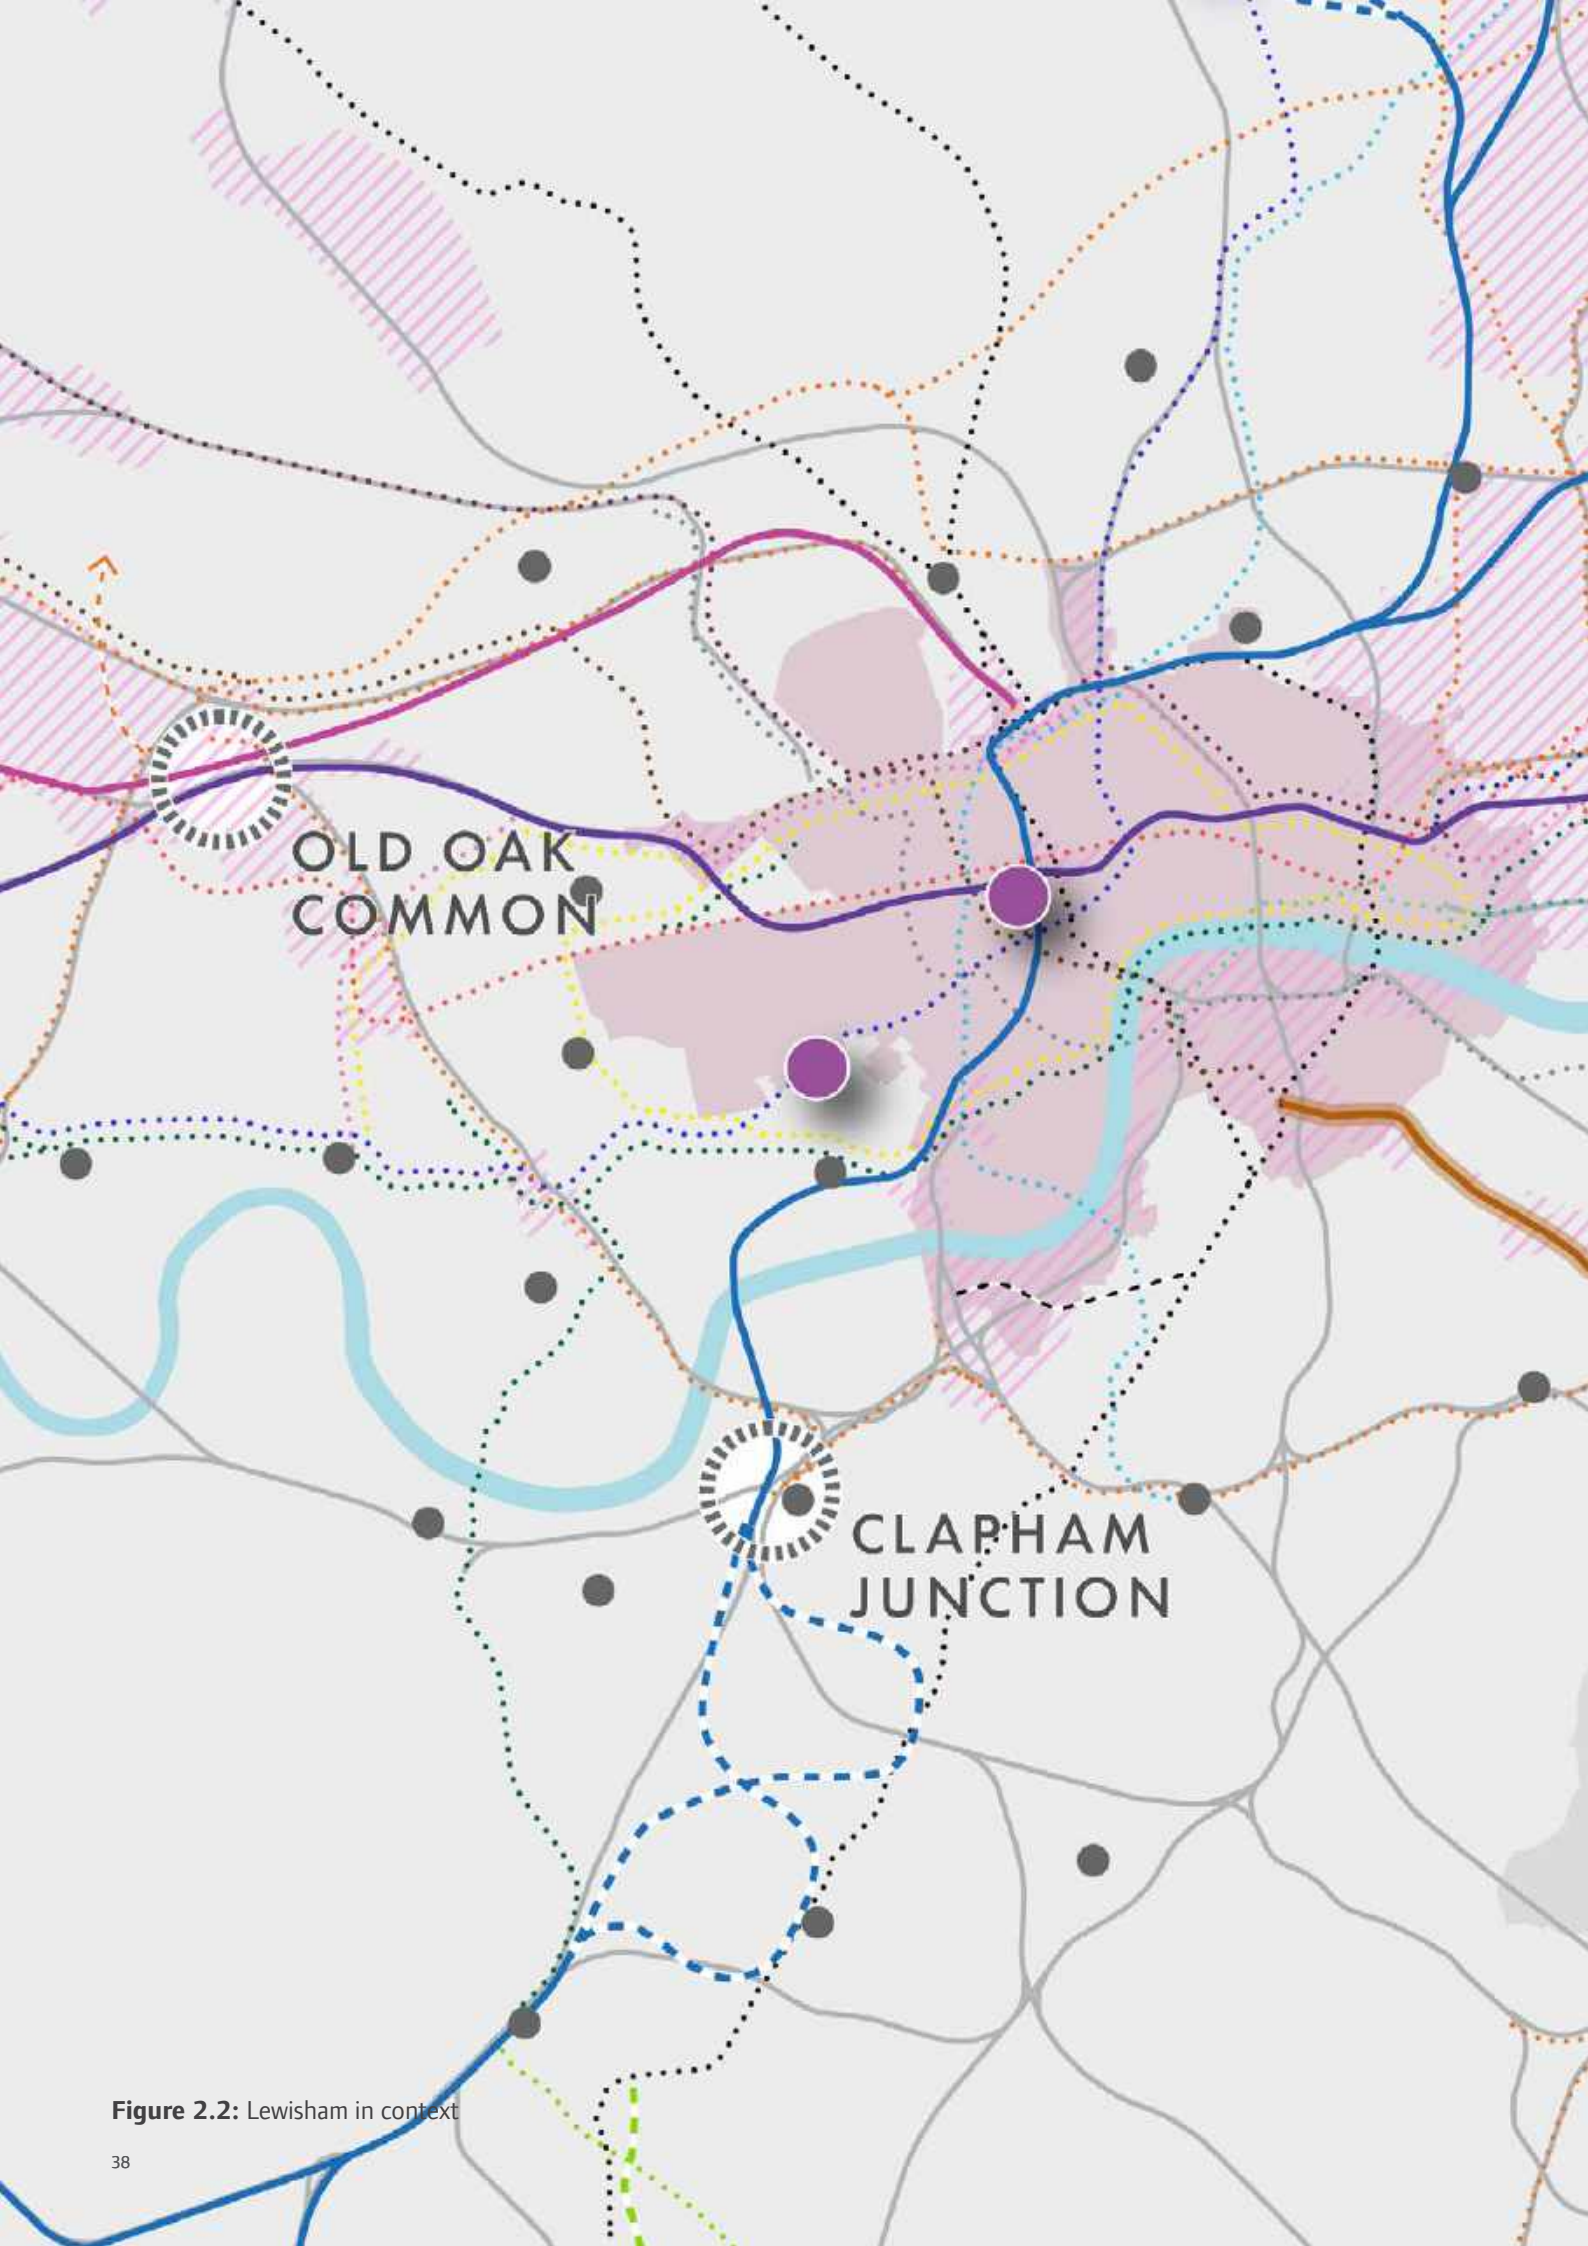 OLD OAK
COMMON
CLAPHAM
JUNCTION
Figure 2.2: Lewisham in context
38